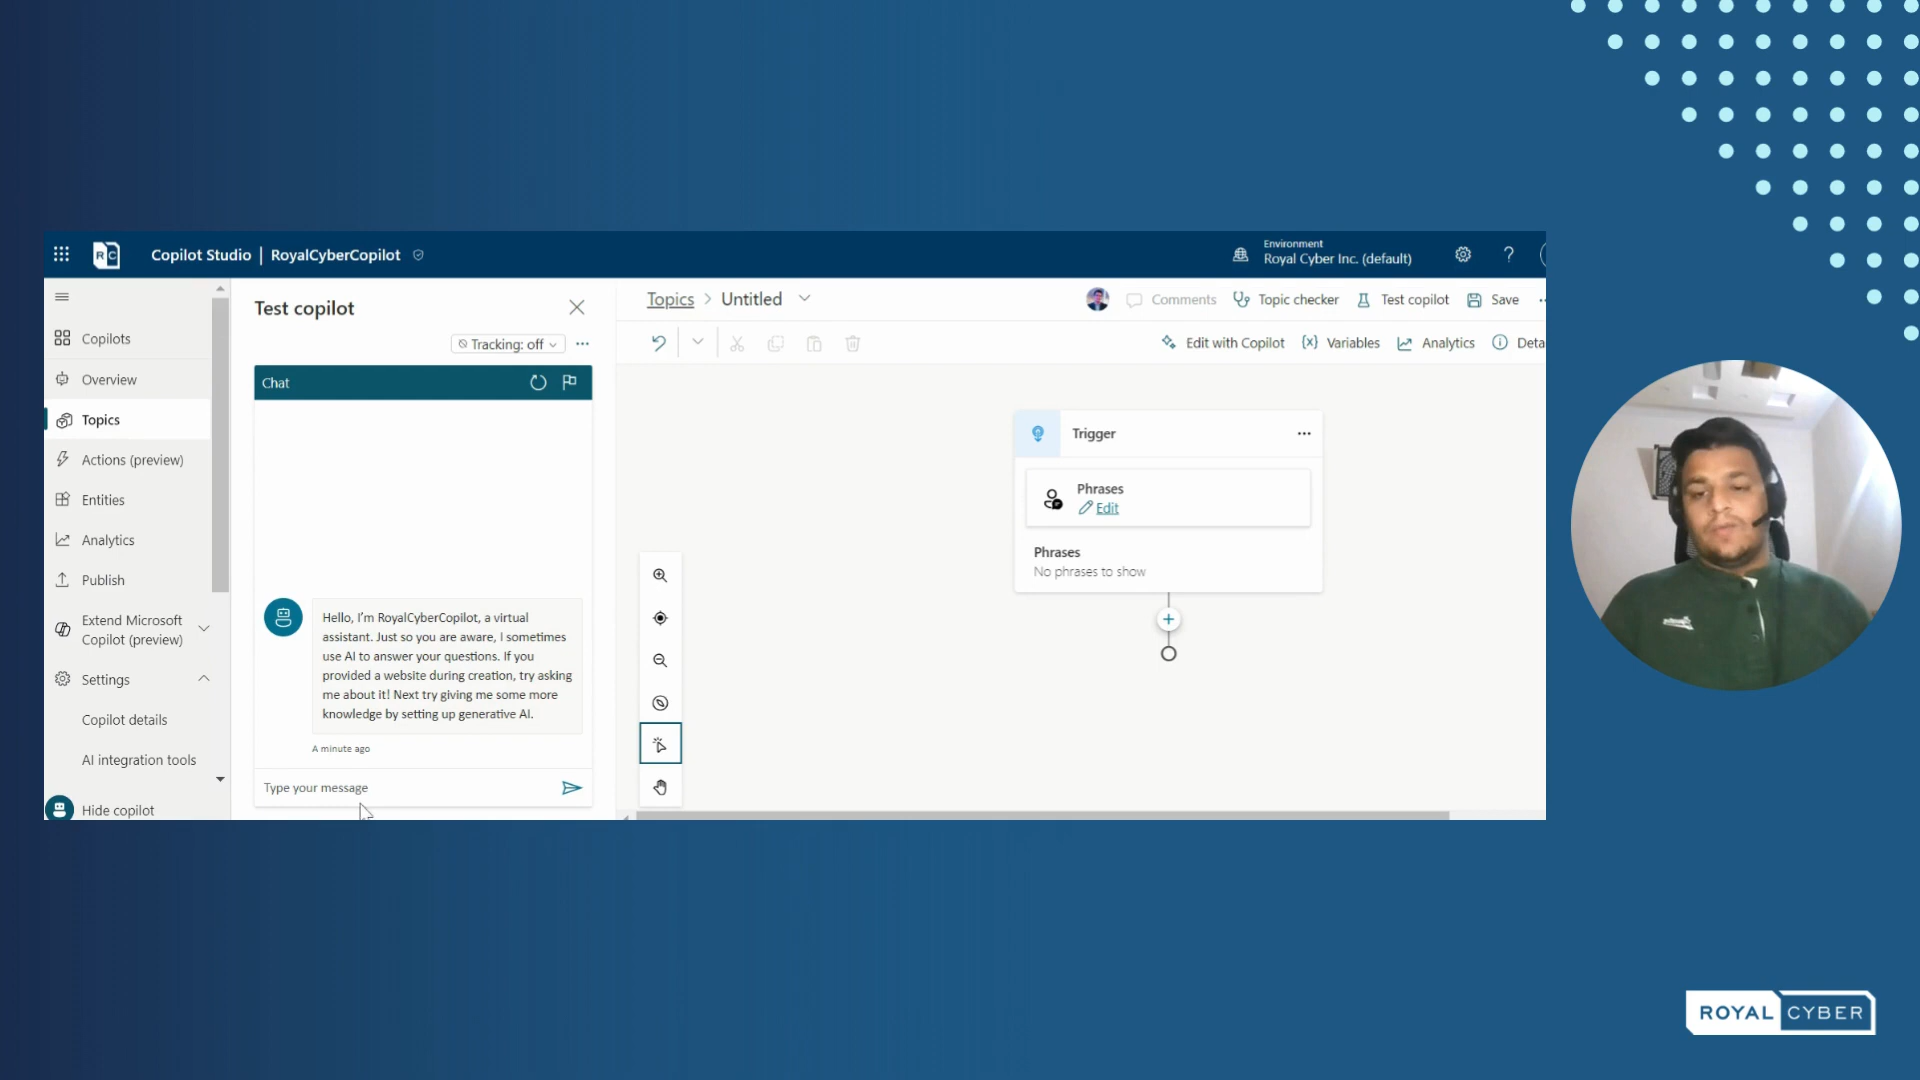 RC
Copilot Studio | RoyalCyberCopilot
Environment
Royal Cyber Inc. (default)
?
Copilots
Overview
Topics
Actions (preview)
Entities
Analytics
Publish
Extend Microsoft
Copilot (preview)
Settings
Copilot details
AI integration tools
Hide copilot
Test copilot
Tracking: off
Chat
Hello, I'm RoyalCyberCopilot, a virtual
assistant. Just so you are aware, I sometimes
use AI to answer your questions. If you
provided a website during creation, try asking
me about it! Next try giving me some more
knowledge by setting up generative AI.
A minute ago
Type your message
Topics > Untitled
Comments
Topic checker
Test copilot
Save
Edit with Copilot
{x} Variables
Analytics
Deta
Trigger
Phrases
Edit
Phrases
No phrases to show
ROYAL CYBER